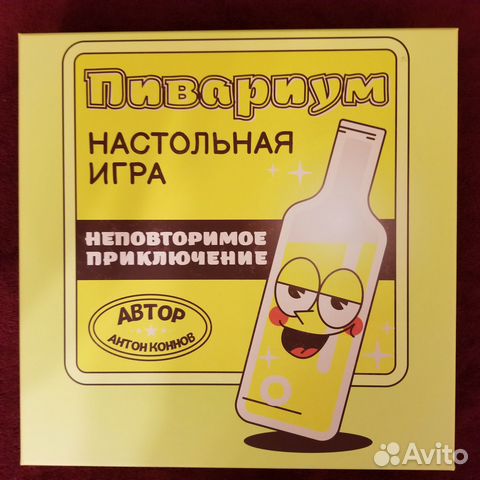 Пивариум
НАСТОЛЬНАЯ
ИГРА
НЕПОВТОРИМОЕ
ПРИКЛЮЧЕНИЕ
АВТОР
АНТОН КОННОВ
Avito